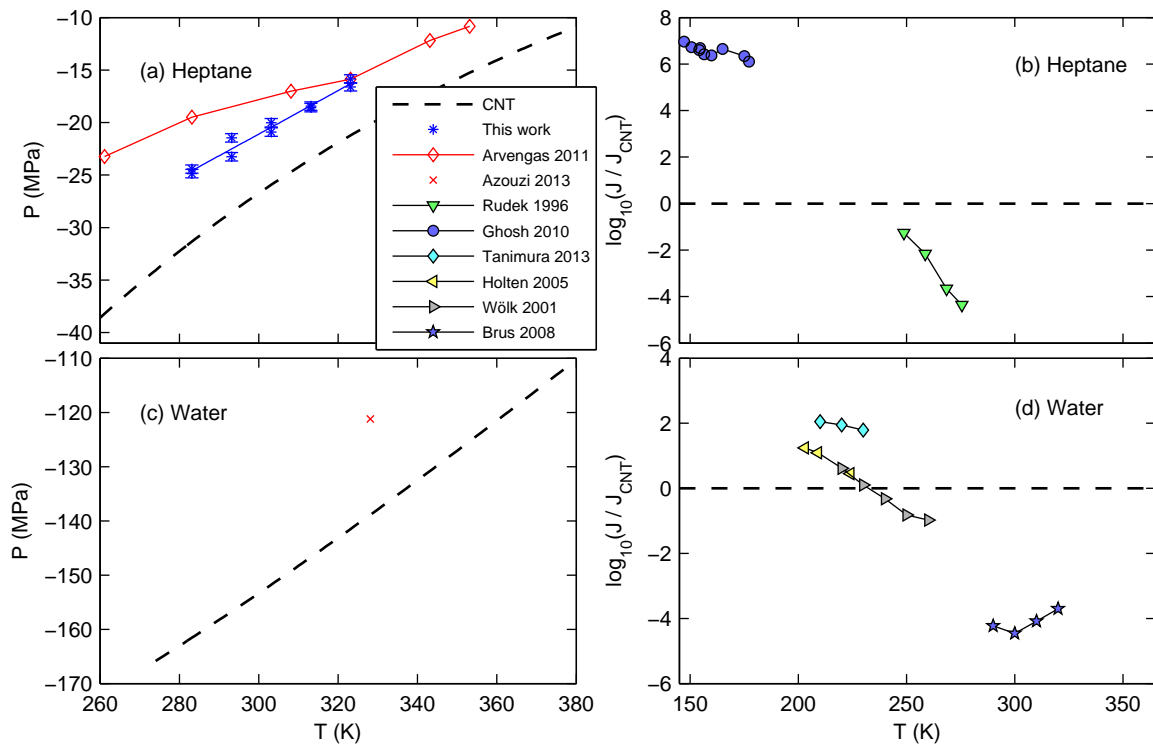 −10
−15
−20
−25
−30
−35
−40
P (MPa)
(a) Heptane
CNT
This work
Arvengas 2011
Azouzi 2013
Rudek 1996
Ghosh 2010
Tanimura 2013
Holten 2005
Wölk 2001
Brus 2008
8
6
4
2
0
−2
−4
−6
log10(J / JCNT)
(b) Heptane
−110
−120
−130
−140
−150
−160
−170
P (MPa)
(c) Water
260 280 300 320 340 360 380
T (K)
4
2
0
−2
−4
−6
log10(J / JCNT)
(d) Water
150 200 250 300 350
T (K)